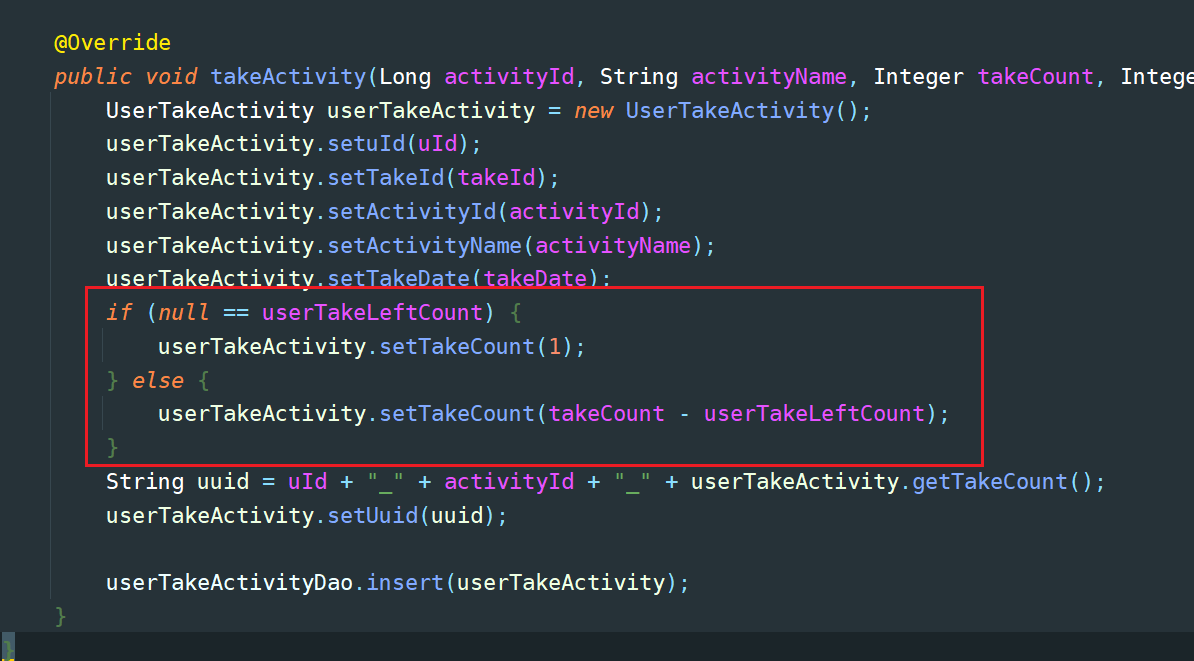 @Override
public void takeActivity(Long activityId, String activityName, Integer takeCount, Intege
UserTakeActivity userTakeActivity = new UserTakeActivity();
userTakeActivity.setuId(uId);
userTakeActivity.setTakeId(takeId);
userTakeActivity.setActivityId(activityId);
userTakeActivity.setActivityName(activityName);
userTakeActivity.setTakeDate(takeDate);
if (null == userTakeLeftCount) {
userTakeActivity.setTakeCount(1);
} else {
userTakeActivity.setTakeCount(takeCount - userTakeLeftCount);
}
String uuid = uId + "_" + activityId + "_" + userTakeActivity.getTakeCount();
userTakeActivity.setUuid(uuid);
userTakeActivityDao.insert(userTakeActivity);
}
}